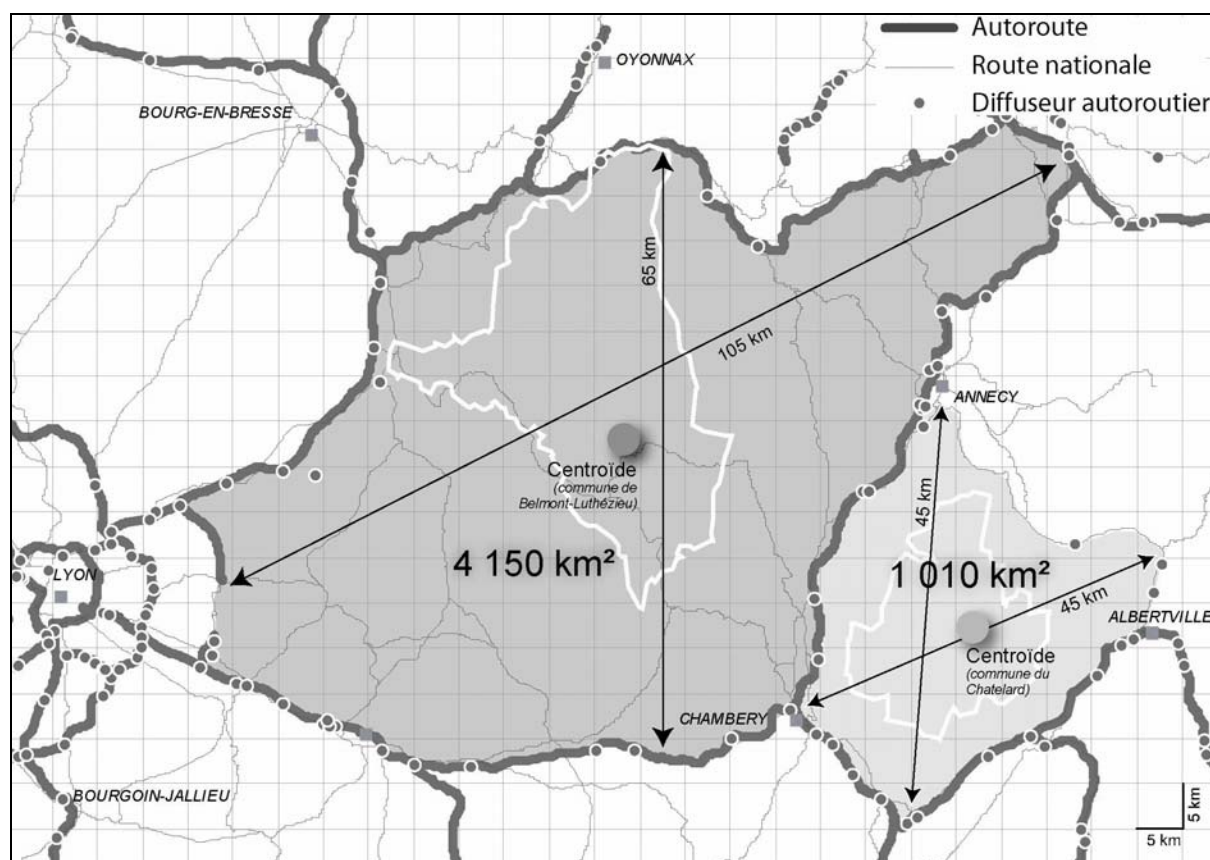 Autoroute
Route nationale
Diffuseur autoroutier
OYONNAX
BOURG-EN-BRESSE
65 km
105 km
ANNECY
Centroïde
(commune de
Belmont-Luthézieu)
45 km
4 150 km²
1 010 km²
LYON
45 km
ALBERTVILLE
Centroïde
(commune du
Chatelard)
CHAMBERY
BOURGOIN-JALLIEU
5 km
5 km